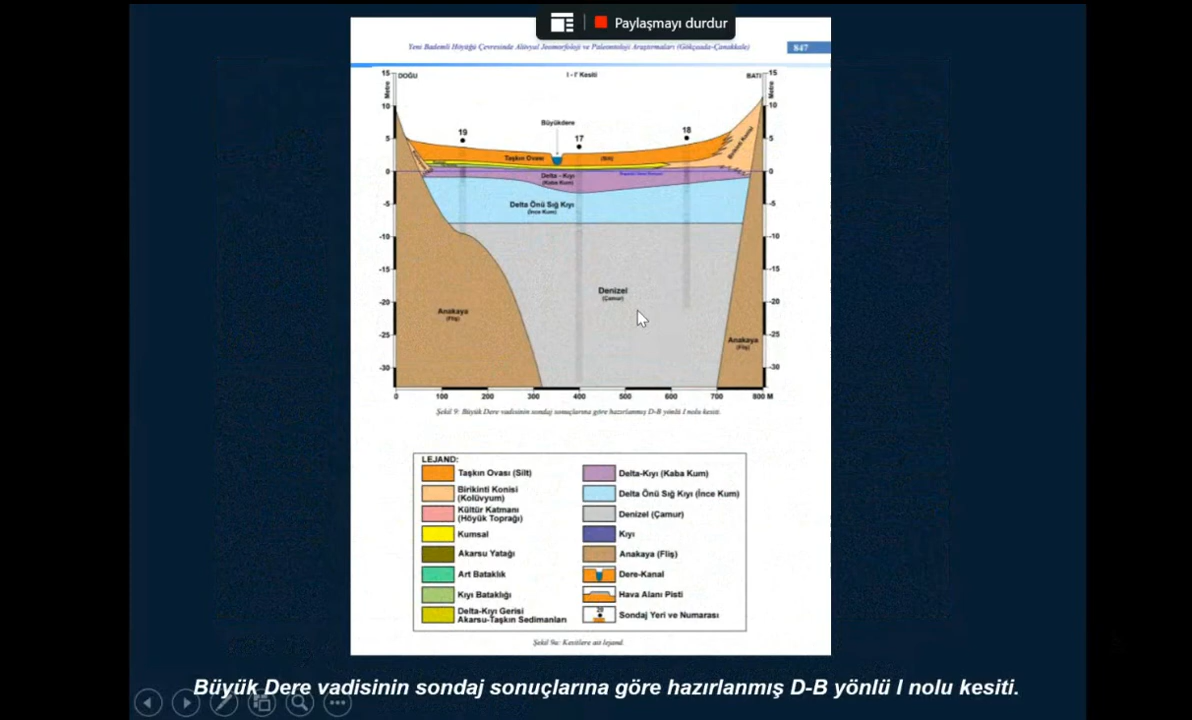 Paylaşmayı durdur
Yeni Bademli Höyüğü Çevresinde Alüvyal Jeomorfoloji ve Paleontoloji Araştırmaları (Gökçeada-Çanakkale)
847
15 DOĞU I - I' Kesiti BATI 15
Metre Metre
10 10
Büyükdere
19 17 18
5 5
Birikinti Konisi
Taşkın Ovası (Silt)
0 0
Delta - Kıyı
(Kaba Kum)
-5 -5
Delta Önü Sığ Kıyı
(İnce Kum)
-10 -10
-15 -15
Denizel
(Çamur)
-20 -20
Anakaya
(Fliş)
-25 -25
Anakaya
(Fliş)
-30 -30
0 100 200 300 400 500 600 700 800 M
Şekil 9: Büyük Dere vadisinin sondaj sonuçlarına göre hazırlanmış D-B yönlü I nolu kesiti.
LEJAND:
Taşkın Ovası (Silt)
Birikinti Konisi
(Kolüvyum)
Kültür Katmanı
(Höyük Toprağı)
Kumsal
Akarsu Yatağı
Art Bataklık
Kıyı Bataklığı
Delta-Kıyı Gerisi
Akarsu-Taşkın Sedimanları
Delta-Kıyı (Kaba Kum)
Delta Önü Sığ Kıyı (İnce Kum)
Denizel (Çamur)
Kıyı
Anakaya (Fliş)
Dere-Kanal
Hava Alanı Pisti
Sondaj Yeri ve Numarası
Şekil 9a: Kesitlere ait lejand.
Büyük Dere vadisinin sondaj sonuçlarına göre hazırlanmış D-B yönlü I nolu kesiti.